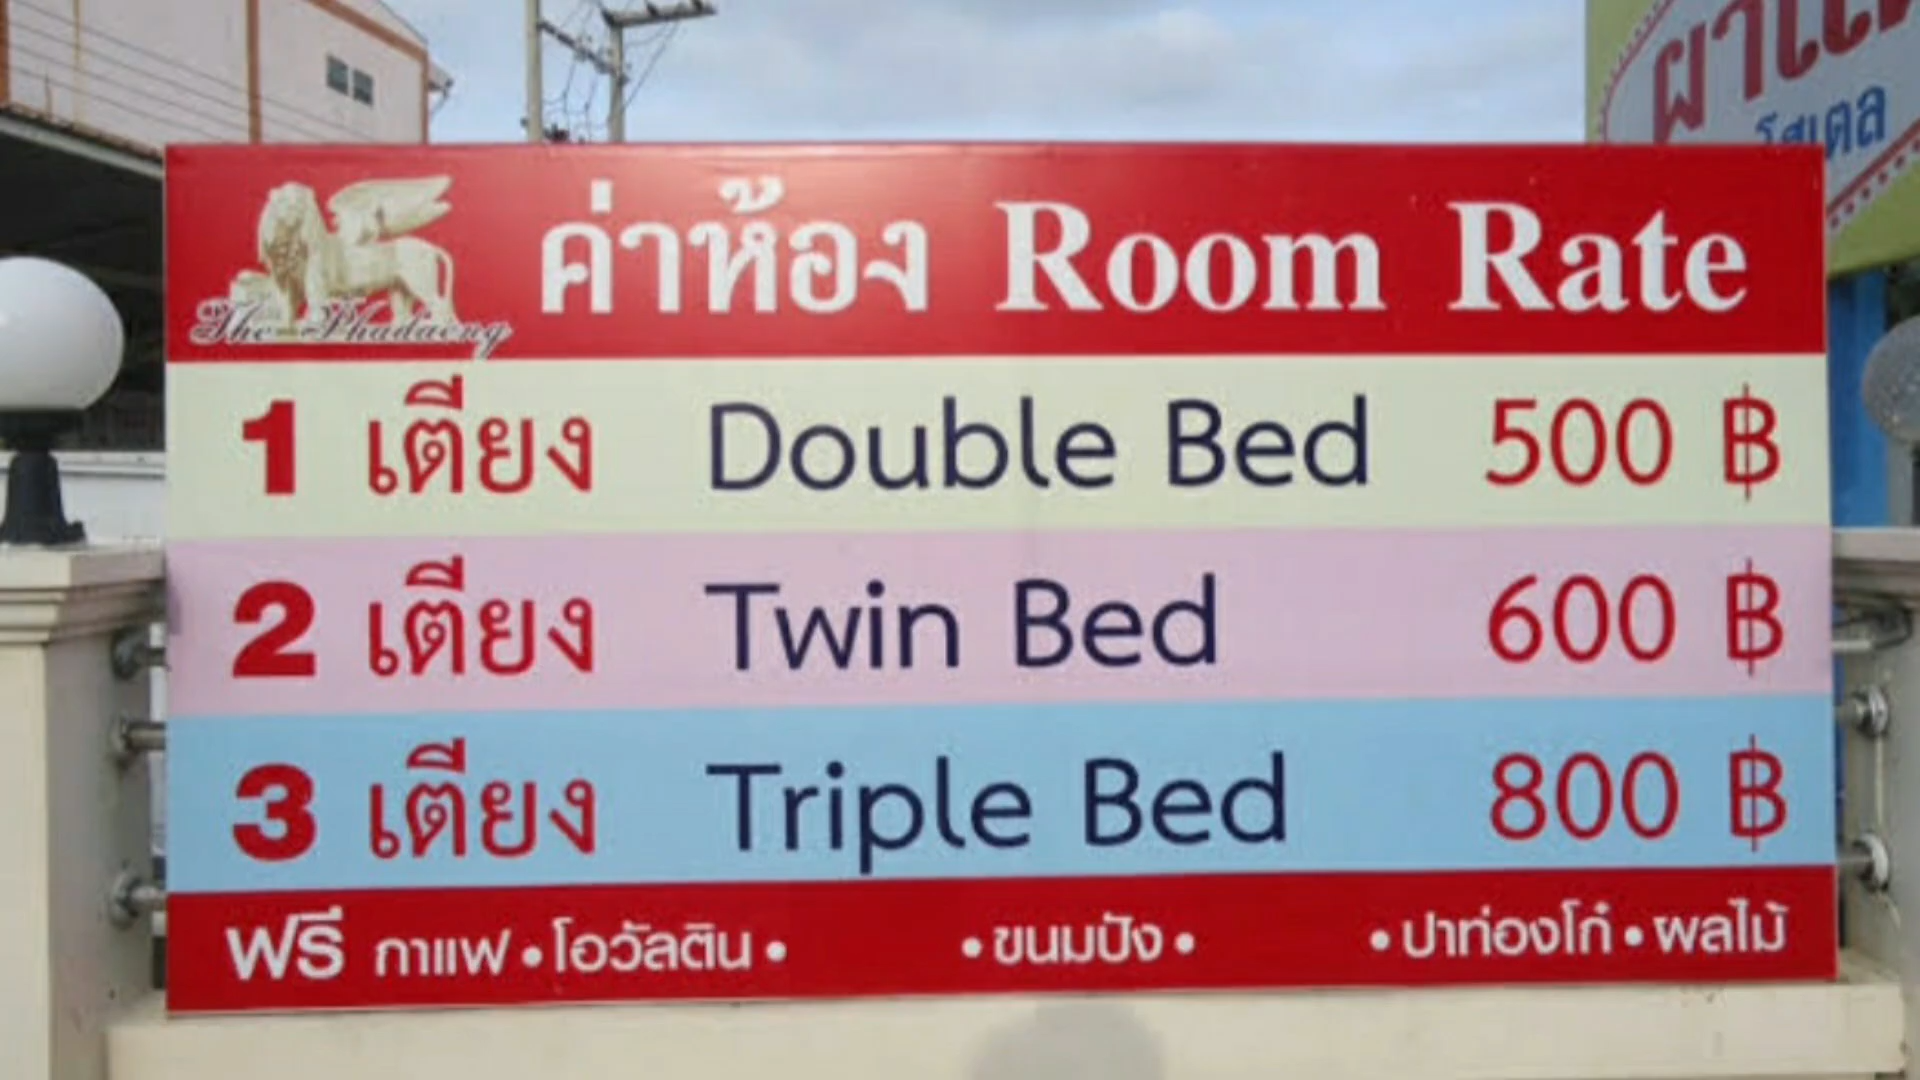 ผาแ
โฮเตล
The Phadaeng
ค่าห้อง Room Rate
1 เตียง Double Bed 500 ฿
2 เตียง Twin Bed 600 ฿
3 เตียง Triple Bed 800 ฿
ฟรี กาแฟ • โอวัลติน • • ขนมปัง • • ปาท่องโก๋ • ผลไม้